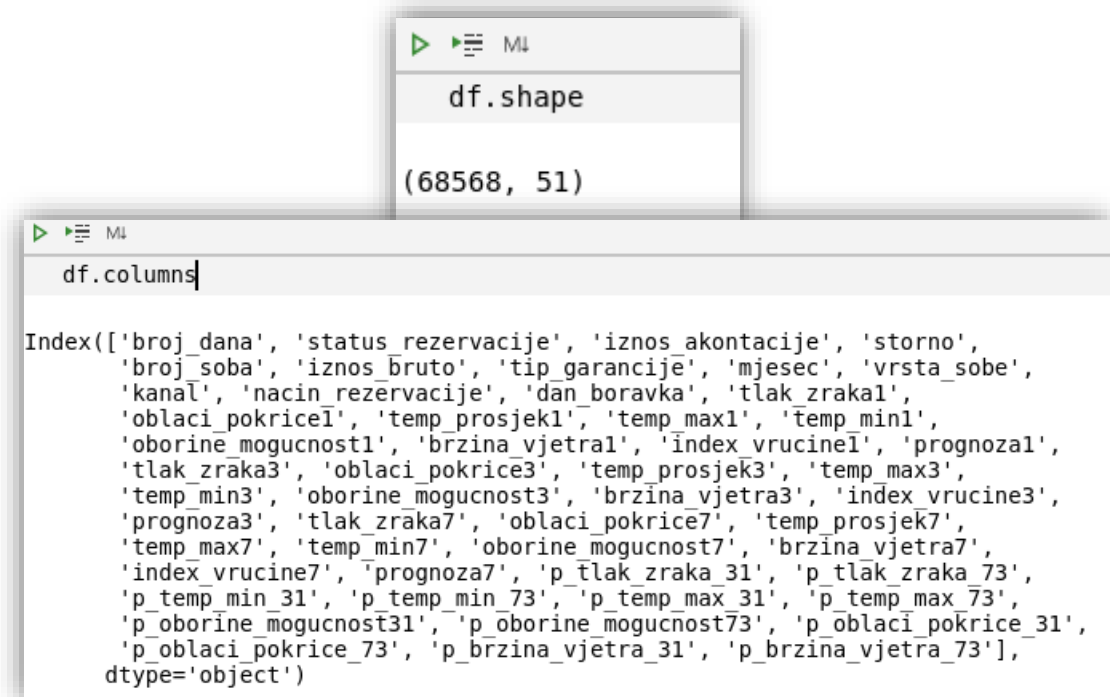 M↓
df.shape
(68568, 51)
M↓
df.columns
Index(['broj_dana', 'status_rezervacije', 'iznos_akontacije', 'storno',
'broj_soba', 'iznos_bruto', 'tip_garancije', 'mjesec', 'vrsta_sobe',
'kanal', 'nacin_rezervacije', 'dan_boravka', 'tlak_zraka1',
'oblaci_pokrice1', 'temp_prosjek1', 'temp_max1', 'temp_min1',
'oborine_mogucnost1', 'brzina_vjetra1', 'index_vrucine1', 'prognoza1',
'tlak_zraka3', 'oblaci_pokrice3', 'temp_prosjek3', 'temp_max3',
'temp_min3', 'oborine_mogucnost3', 'brzina_vjetra3', 'index_vrucine3',
'prognoza3', 'tlak_zraka7', 'oblaci_pokrice7', 'temp_prosjek7',
'temp_max7', 'temp_min7', 'oborine_mogucnost7', 'brzina_vjetra7',
'index_vrucine7', 'prognoza7', 'p_tlak_zraka_31', 'p_tlak_zraka_73',
'p_temp_min_31', 'p_temp_min_73', 'p_temp_max_31', 'p_temp_max_73',
'p_oborine_mogucnost31', 'p_oborine_mogucnost73', 'p_oblaci_pokrice_31',
'p_oblaci_pokrice_73', 'p_brzina_vjetra_31', 'p_brzina_vjetra_73'],
dtype='object')